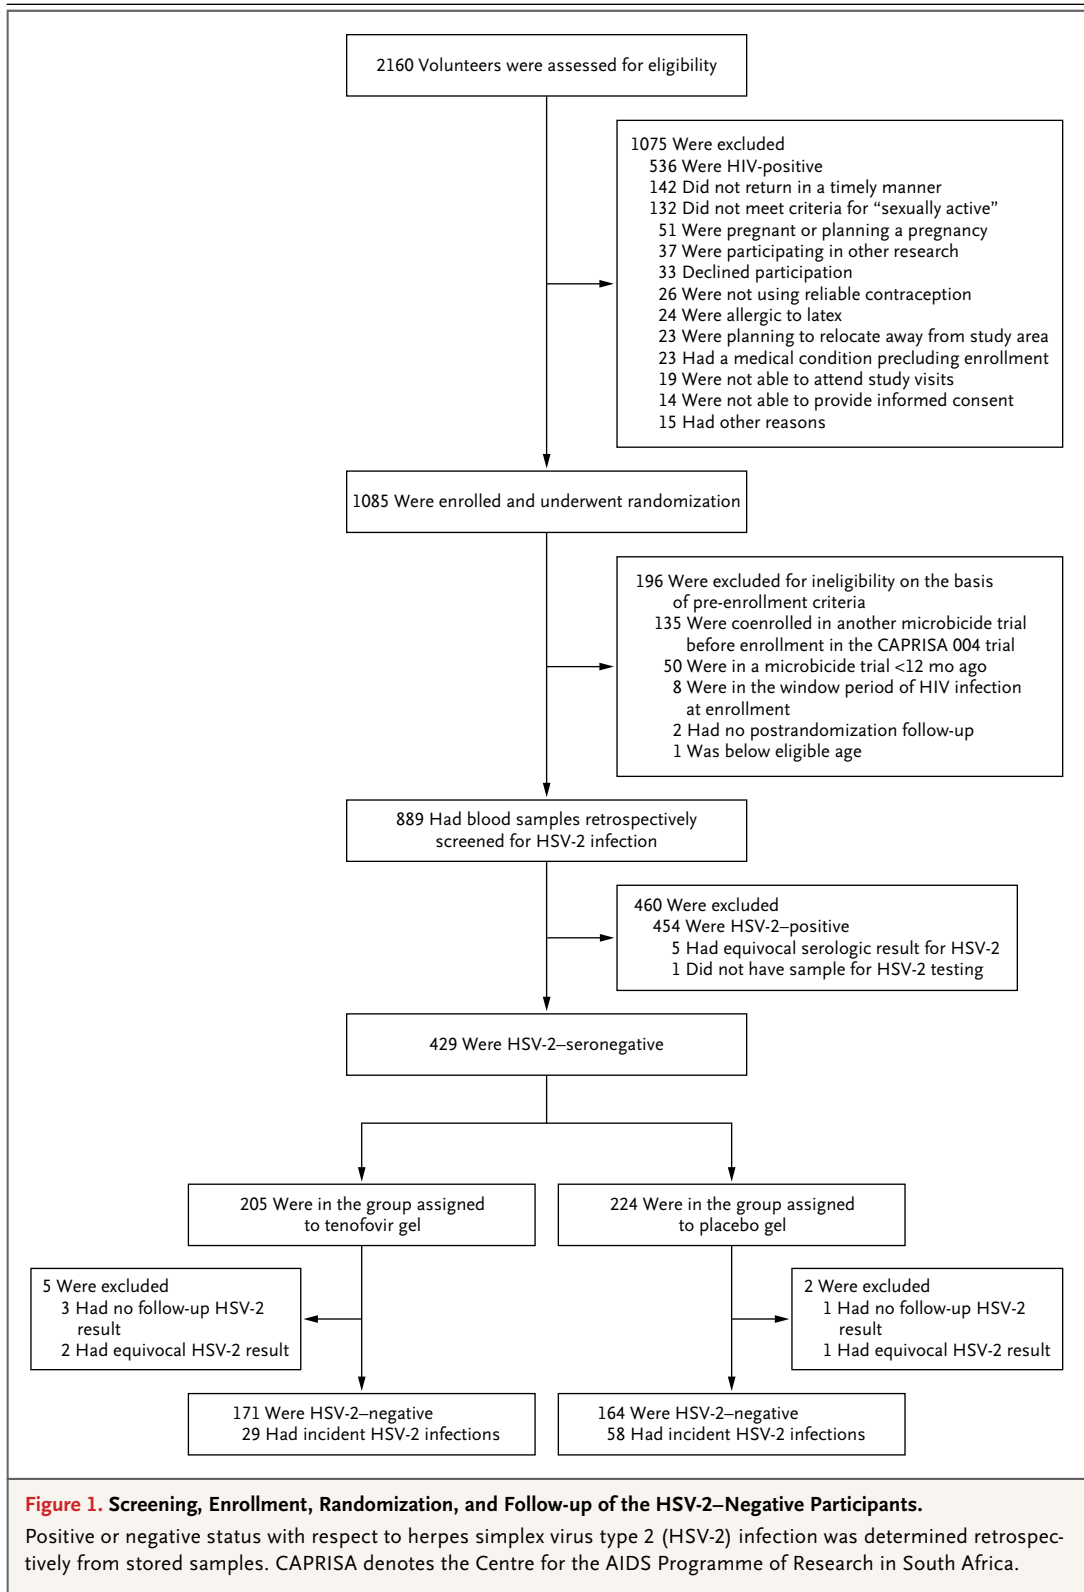 2160 Volunteers were assessed for eligibility
1075 Were excluded
536 Were HIV-positive
142 Did not return in a timely manner
132 Did not meet criteria for “sexually active”
51 Were pregnant or planning a pregnancy
37 Were participating in other research
33 Declined participation
26 Were not using reliable contraception
24 Were allergic to latex
23 Were planning to relocate away from study area
23 Had a medical condition precluding enrollment
19 Were not able to attend study visits
14 Were not able to provide informed consent
15 Had other reasons
1085 Were enrolled and underwent randomization
196 Were excluded for ineligibility on the basis
of pre-enrollment criteria
135 Were coenrolled in another microbicide trial
before enrollment in the CAPRISA 004 trial
50 Were in a microbicide trial <12 mo ago
8 Were in the window period of HIV infection
at enrollment
2 Had no postrandomization follow-up
1 Was below eligible age
889 Had blood samples retrospectively
screened for HSV-2 infection
460 Were excluded
454 Were HSV-2–positive
5 Had equivocal serologic result for HSV-2
1 Did not have sample for HSV-2 testing
429 Were HSV-2–seronegative
205 Were in the group assigned
to tenofovir gel
224 Were in the group assigned
to placebo gel
5 Were excluded
3 Had no follow-up HSV-2
result
2 Had equivocal HSV-2 result
2 Were excluded
1 Had no follow-up HSV-2
result
1 Had equivocal HSV-2 result
171 Were HSV-2–negative
29 Had incident HSV-2 infections
164 Were HSV-2–negative
58 Had incident HSV-2 infections
Figure 1. Screening, Enrollment, Randomization, and Follow-up of the HSV-2–Negative Participants.
Positive or negative status with respect to herpes simplex virus type 2 (HSV-2) infection was determined retrospec-
tively from stored samples. CAPRISA denotes the Centre for the AIDS Programme of Research in South Africa.